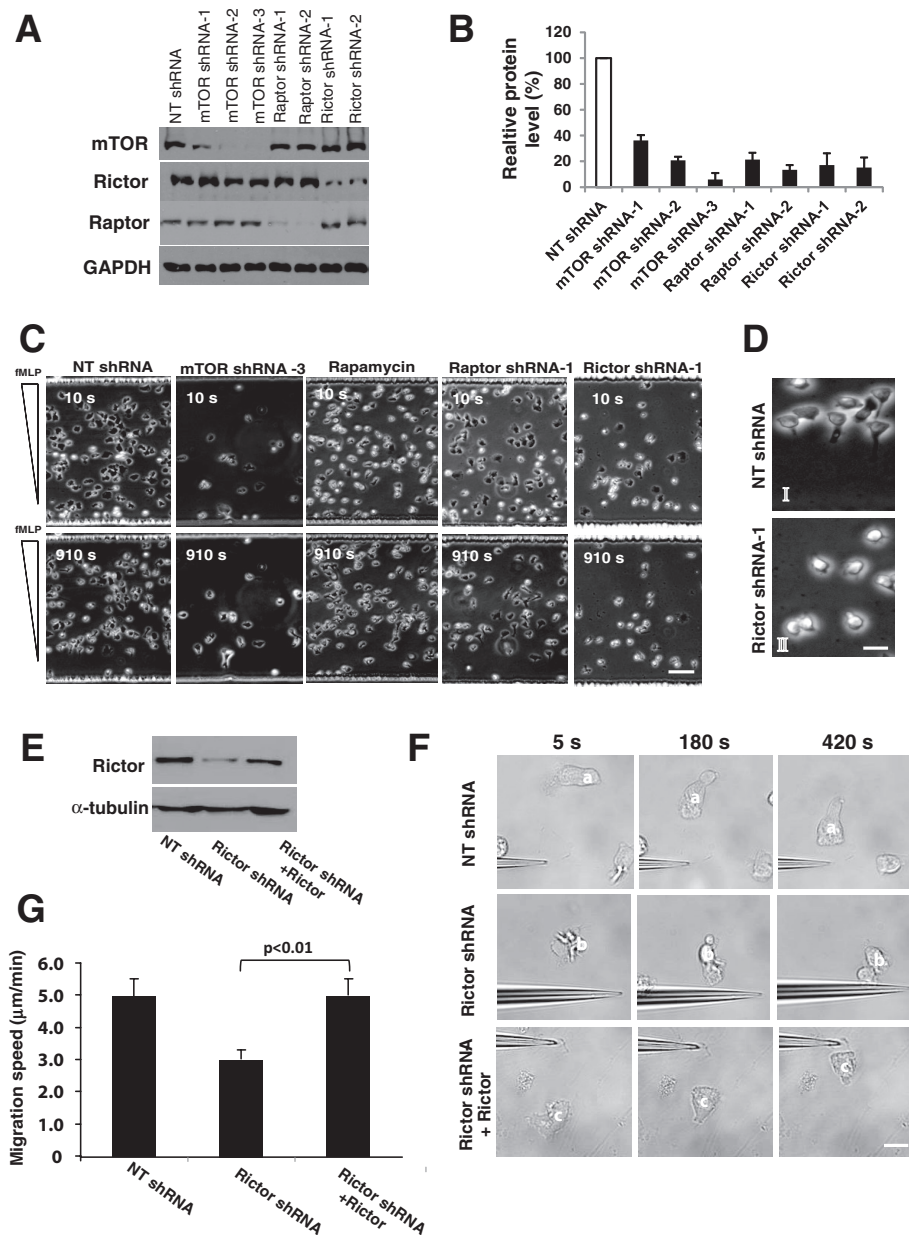 A
NT shRNA
mTOR shRNA-1
mTOR shRNA-2
mTOR shRNA-3
Raptor shRNA-1
Raptor shRNA-2
Rictor shRNA-1
Rictor shRNA-2
mTOR
Rictor
Raptor
GAPDH
B
Realtive protein
level (%)
120
100
80
60
40
20
0
NT shRNA
mTOR shRNA-1
mTOR shRNA-2
mTOR shRNA-3
Raptor shRNA-1
Raptor shRNA-2
Rictor shRNA-1
Rictor shRNA-2
C
fMLP
NT shRNA
mTOR shRNA -3
Rapamycin
Raptor shRNA-1
Rictor shRNA-1
10 s
10 s
10 s
10 s
10 s
fMLP
910 s
910 s
910 s
910 s
910 s
D
NT shRNA
I
Rictor shRNA-1
II
E
Rictor
α-tubulin
NT shRNA
Rictor shRNA
Rictor shRNA
+Rictor
F
5 s
180 s
420 s
NT shRNA
a
a
a
Rictor shRNA
b
b
b
Rictor shRNA
+ Rictor
c
c
c
G
Migration speed (μm/min)
p<0.01
6.0
5.0
4.0
3.0
2.0
1.0
0
NT shRNA
Rictor shRNA
Rictor shRNA
+Rictor